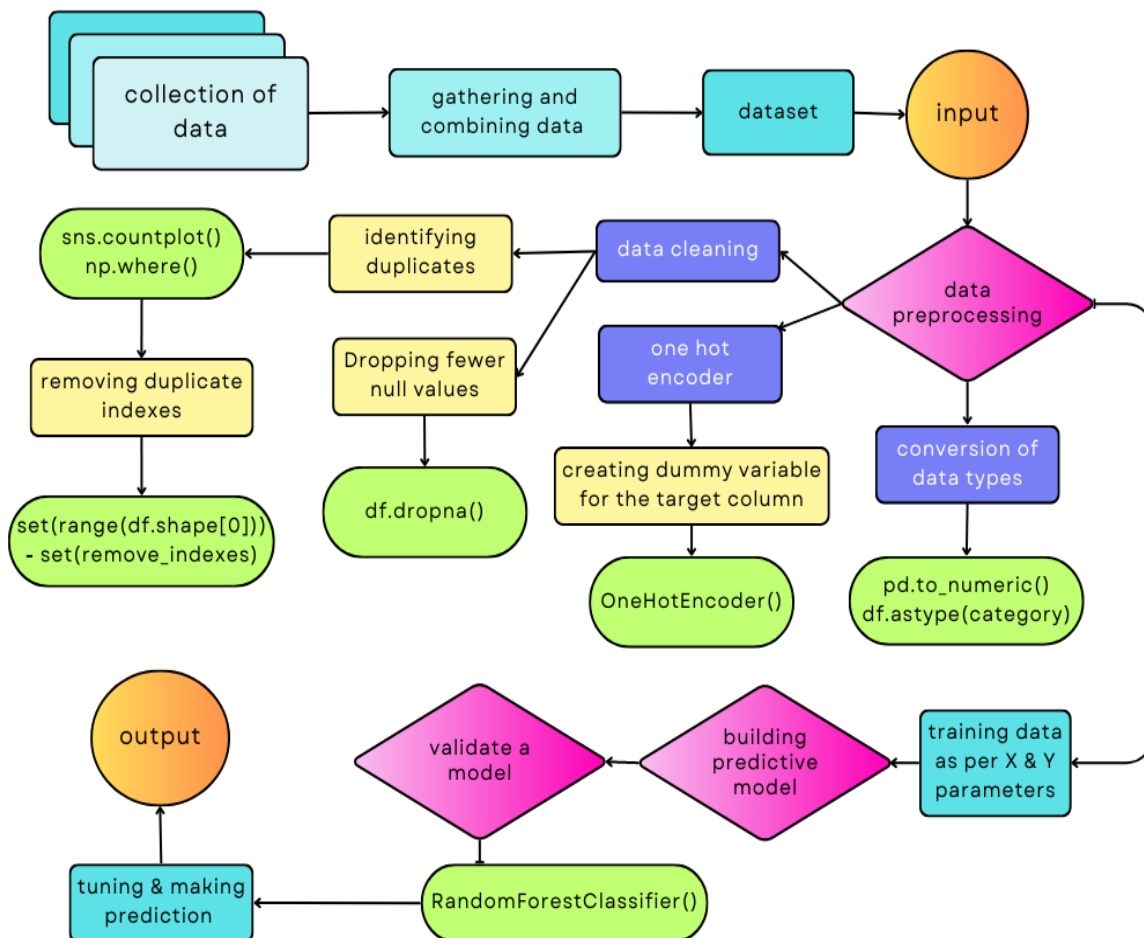 collection of
data
gathering and
combining data
dataset
input
sns.countplot()
np.where()
identifying
duplicates
data cleaning
data
preprocessing
removing duplicate
indexes
Dropping fewer
null values
one hot
encoder
conversion of
data types
creating dummy variable
for the target column
set(range(df.shape[0]))
- set(remove_indexes)
df.dropna()
OneHotEncoder()
pd.to_numeric()
df.astype(category)
output
validate a
model
building
predictive
model
training data
as per X & Y
parameters
tuning & making
prediction
RandomForestClassifier()